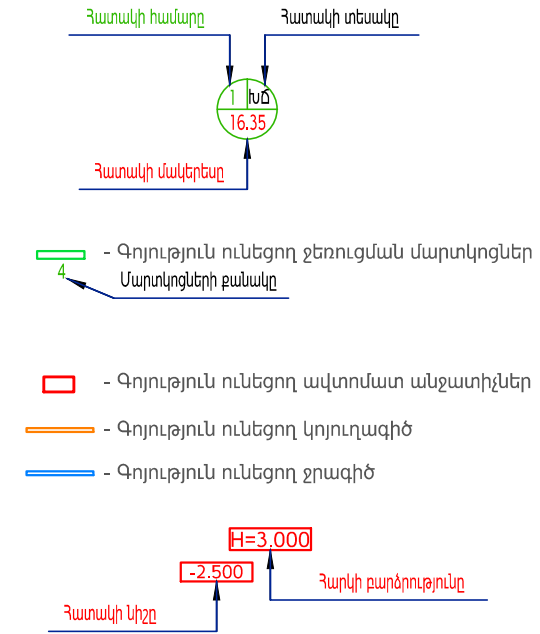 Հատակի համարը
Հատակի տեսակը
1 ԽՃ
16.35
Հատակի մակերեսը
- Գոյություն ունեցող ջեռուցման մարտկոցներ
4
Մարտկոցների քանակը
- Գոյություն ունեցող ավտոմատ անջատիչներ
- Գոյություն ունեցող կոյուղագիծ
- Գոյություն ունեցող ջրագիծ
H=3.000
-2.500
Հարկի բարձրությունը
Հատակի նիշը